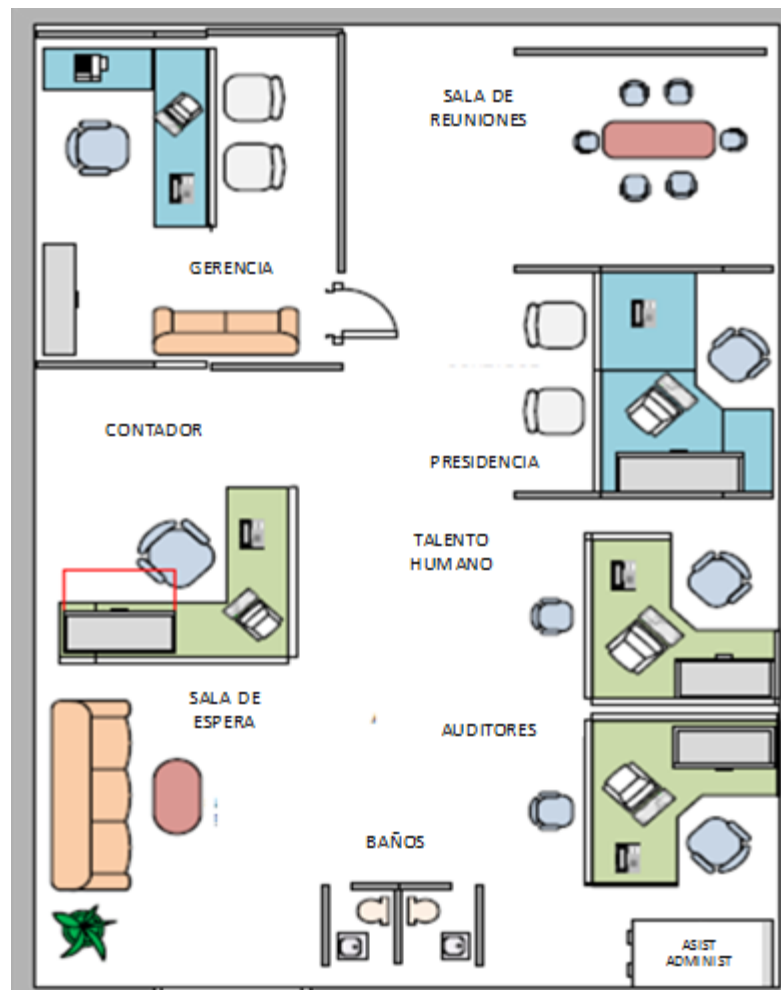 SALA DE
REUNIONES
GERENCIA
CONTADOR
PRESIDENCIA
TALENTO
HUMANO
SALA DE
ESPERA
AUDITORES
BAÑOS
ASIST
ADMINIST